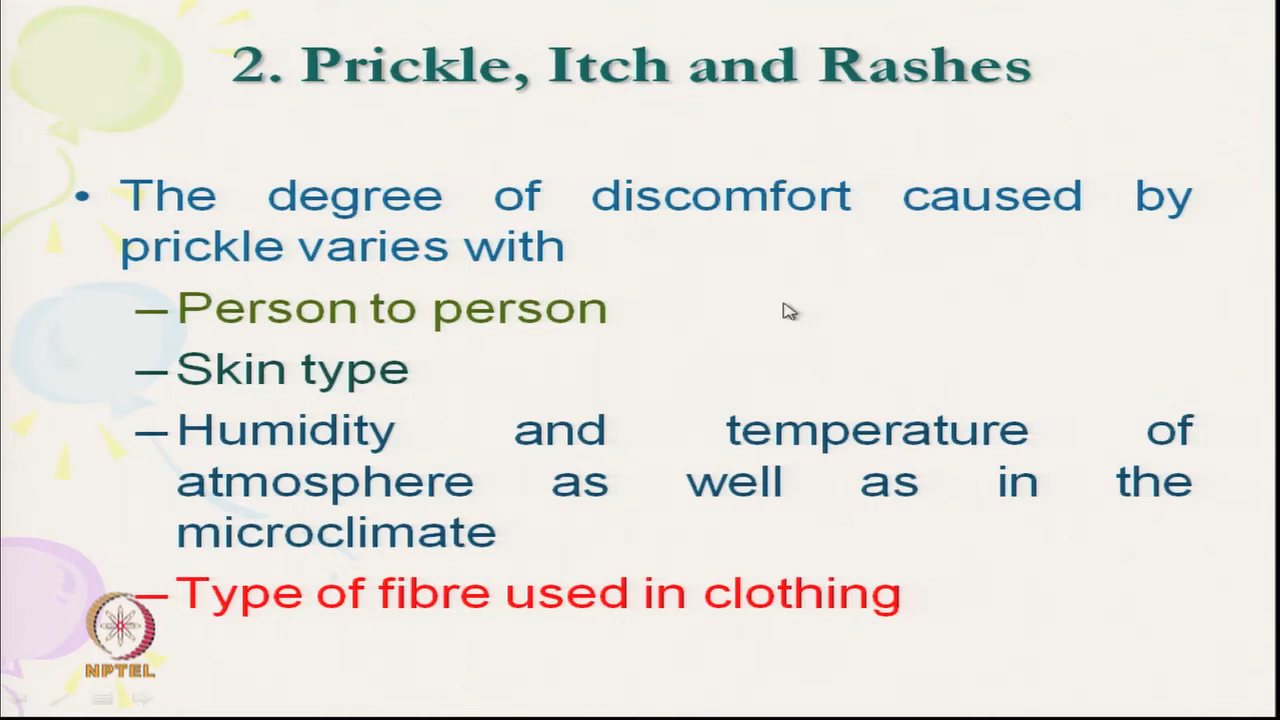 2. Prickle, Itch and Rashes
• The degree of discomfort caused by
prickle varies with
– Person to person
– Skin type
– Humidity and temperature of
atmosphere as well as in the
microclimate
– Type of fibre used in clothing
NPTEL